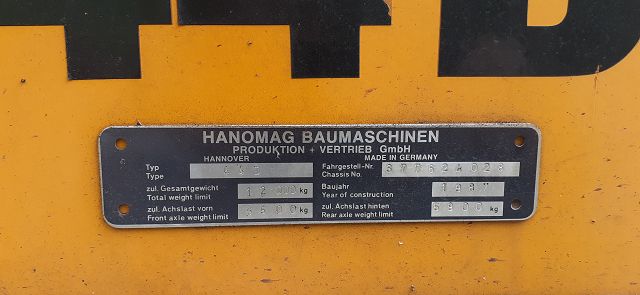 44D
HANOMAG BAUMASCHINEN
PRODUKTION + VERTRIEB GmbH
HANNOVER MADE IN GERMANY
Typ
Type
Fahrgestell-Nr.
Chassis No.
zul. Gesamtgewicht kg
Total weight limit
Baujahr
Year of construction
zul. Achslast vorn kg
Front axle weight limit
zul. Achslast hinten kg
Rear axle weight limit